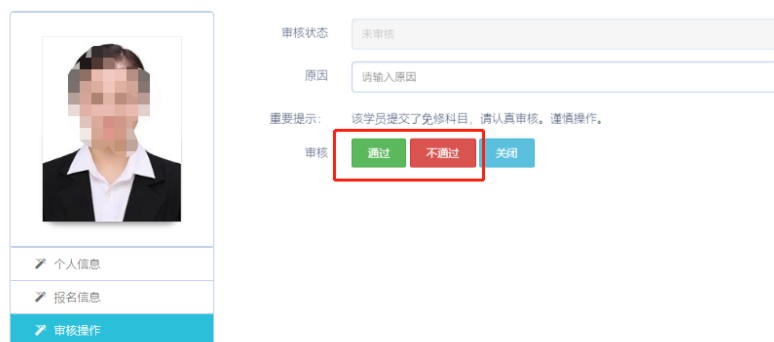 审核状态
未审核
原因
请输入原因
重要提示:
该学员提交了免修科目，请认真审核。谨慎操作。
审核
通过
不通过
关闭
个人信息
报名信息
审核操作